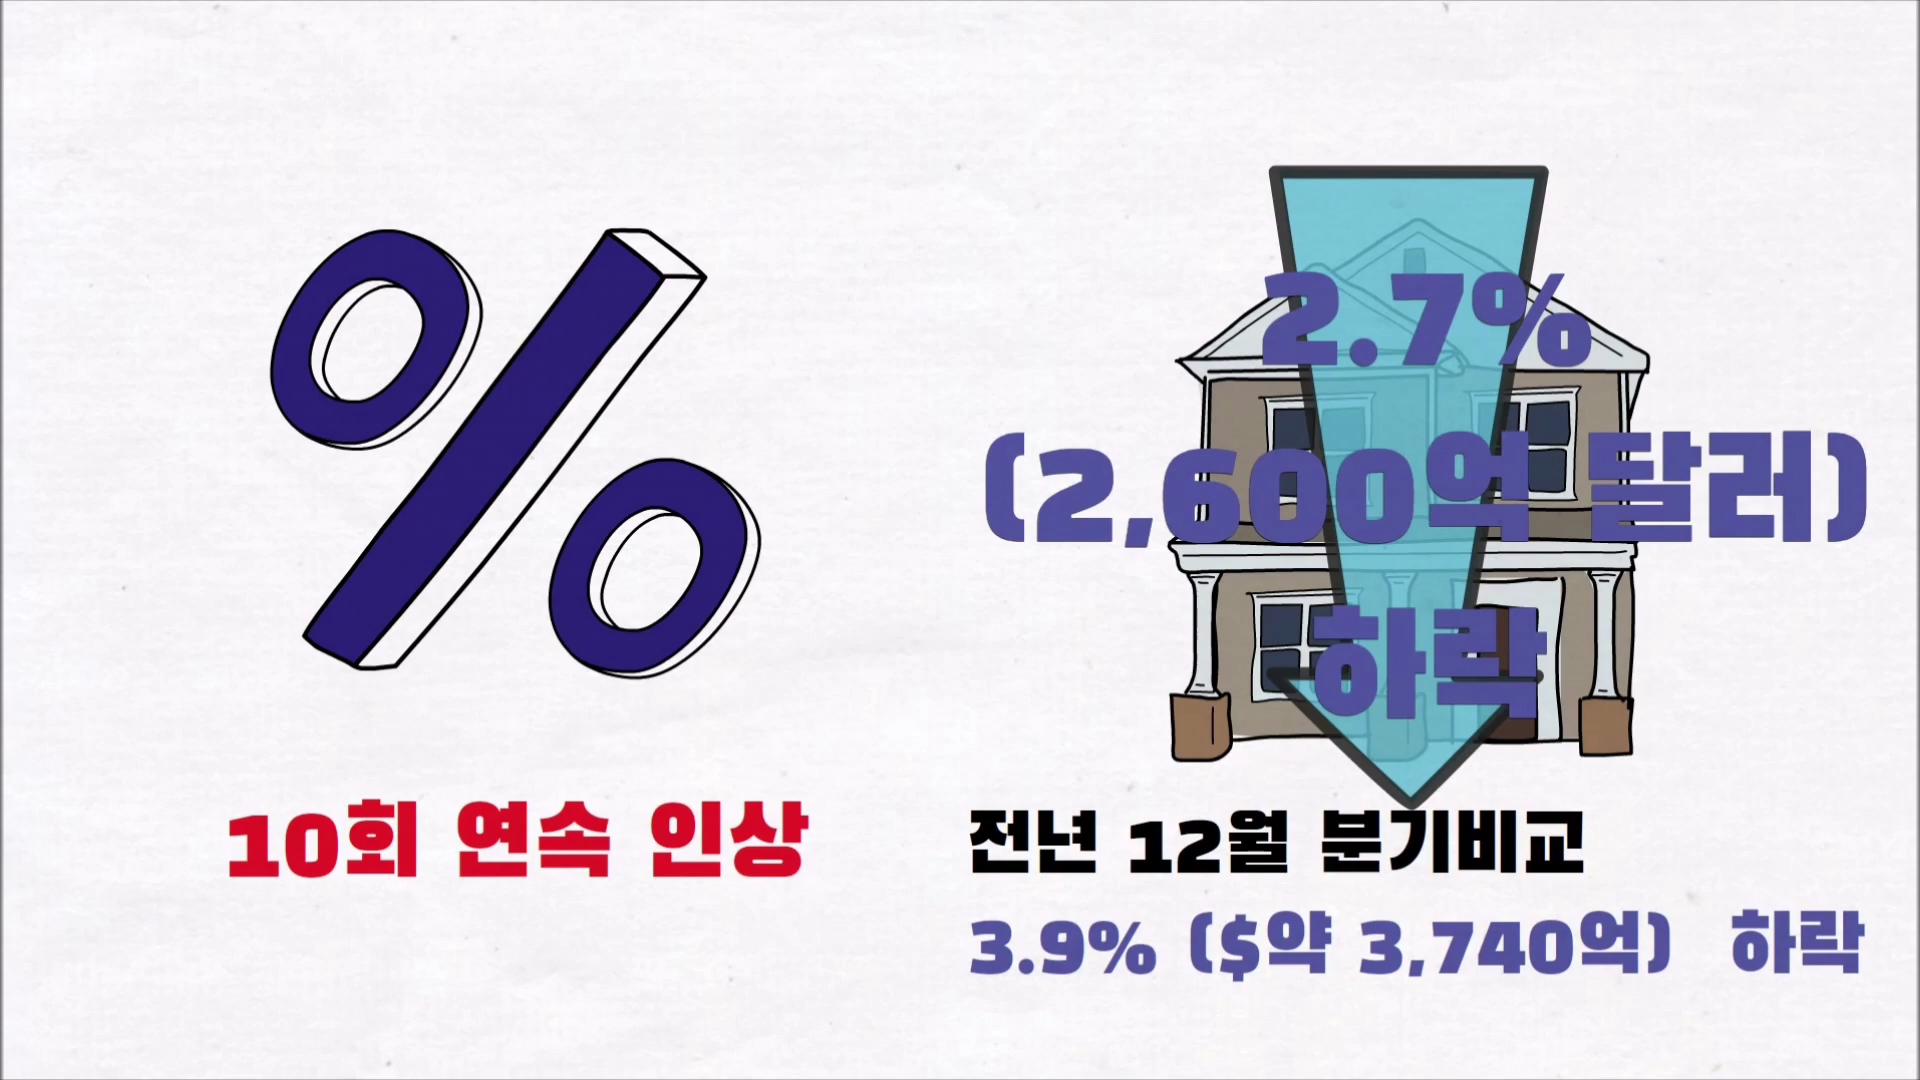 %
10회 연속 인상
2.7%
(2,600억 달러)
하락
전년 12월 분기비교
3.9% ($약 3,740억) 하락